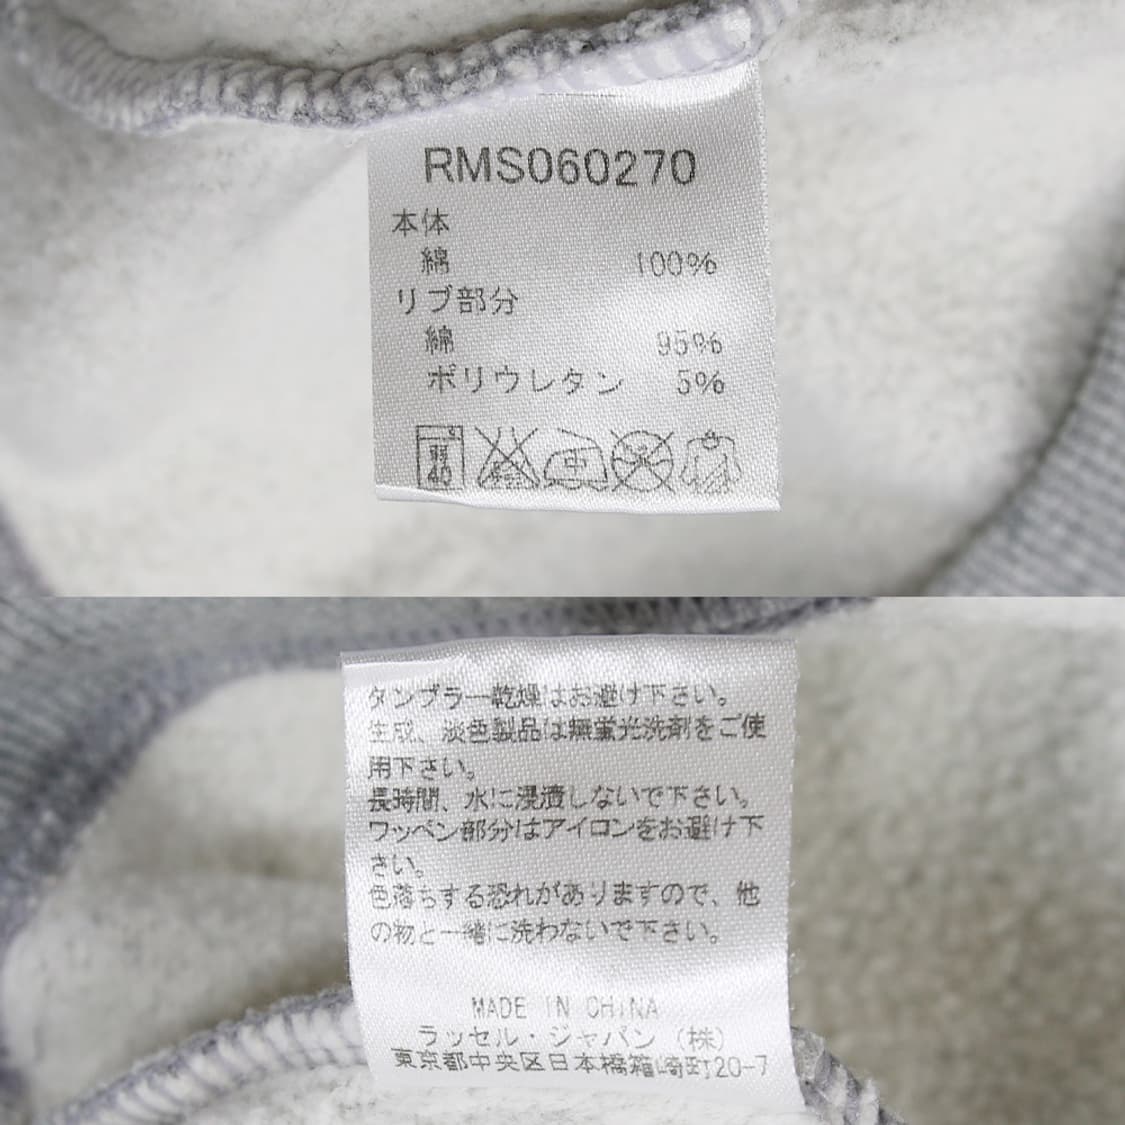 RMS060270
本体
綿 100%
リブ部分
綿 95%
ポリウレタン 5%
弱
40
タンブラー乾燥はお避け下さい。
生成、淡色製品は無蛍光洗剤をご使
用下さい。
長時間、水に浸漬しないで下さい。
ワッペン部分はアイロンをお避け下
さい。
色落ちする恐れがありますので、他
の物と一緒に洗わないで下さい。
MADE IN CHINA
ラッセル・ジャパン（株）
東京都中央区日本橋箱崎町20-7